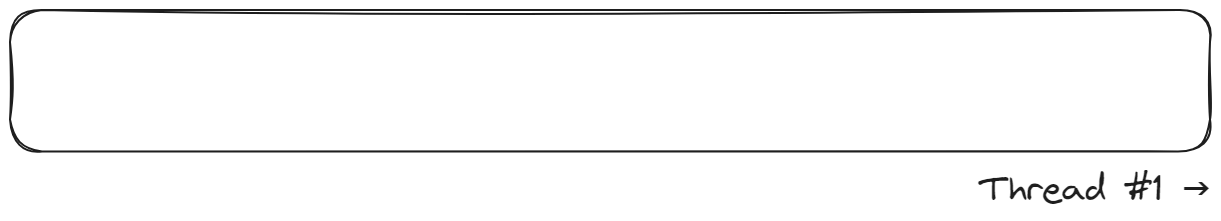 Thread #1 →